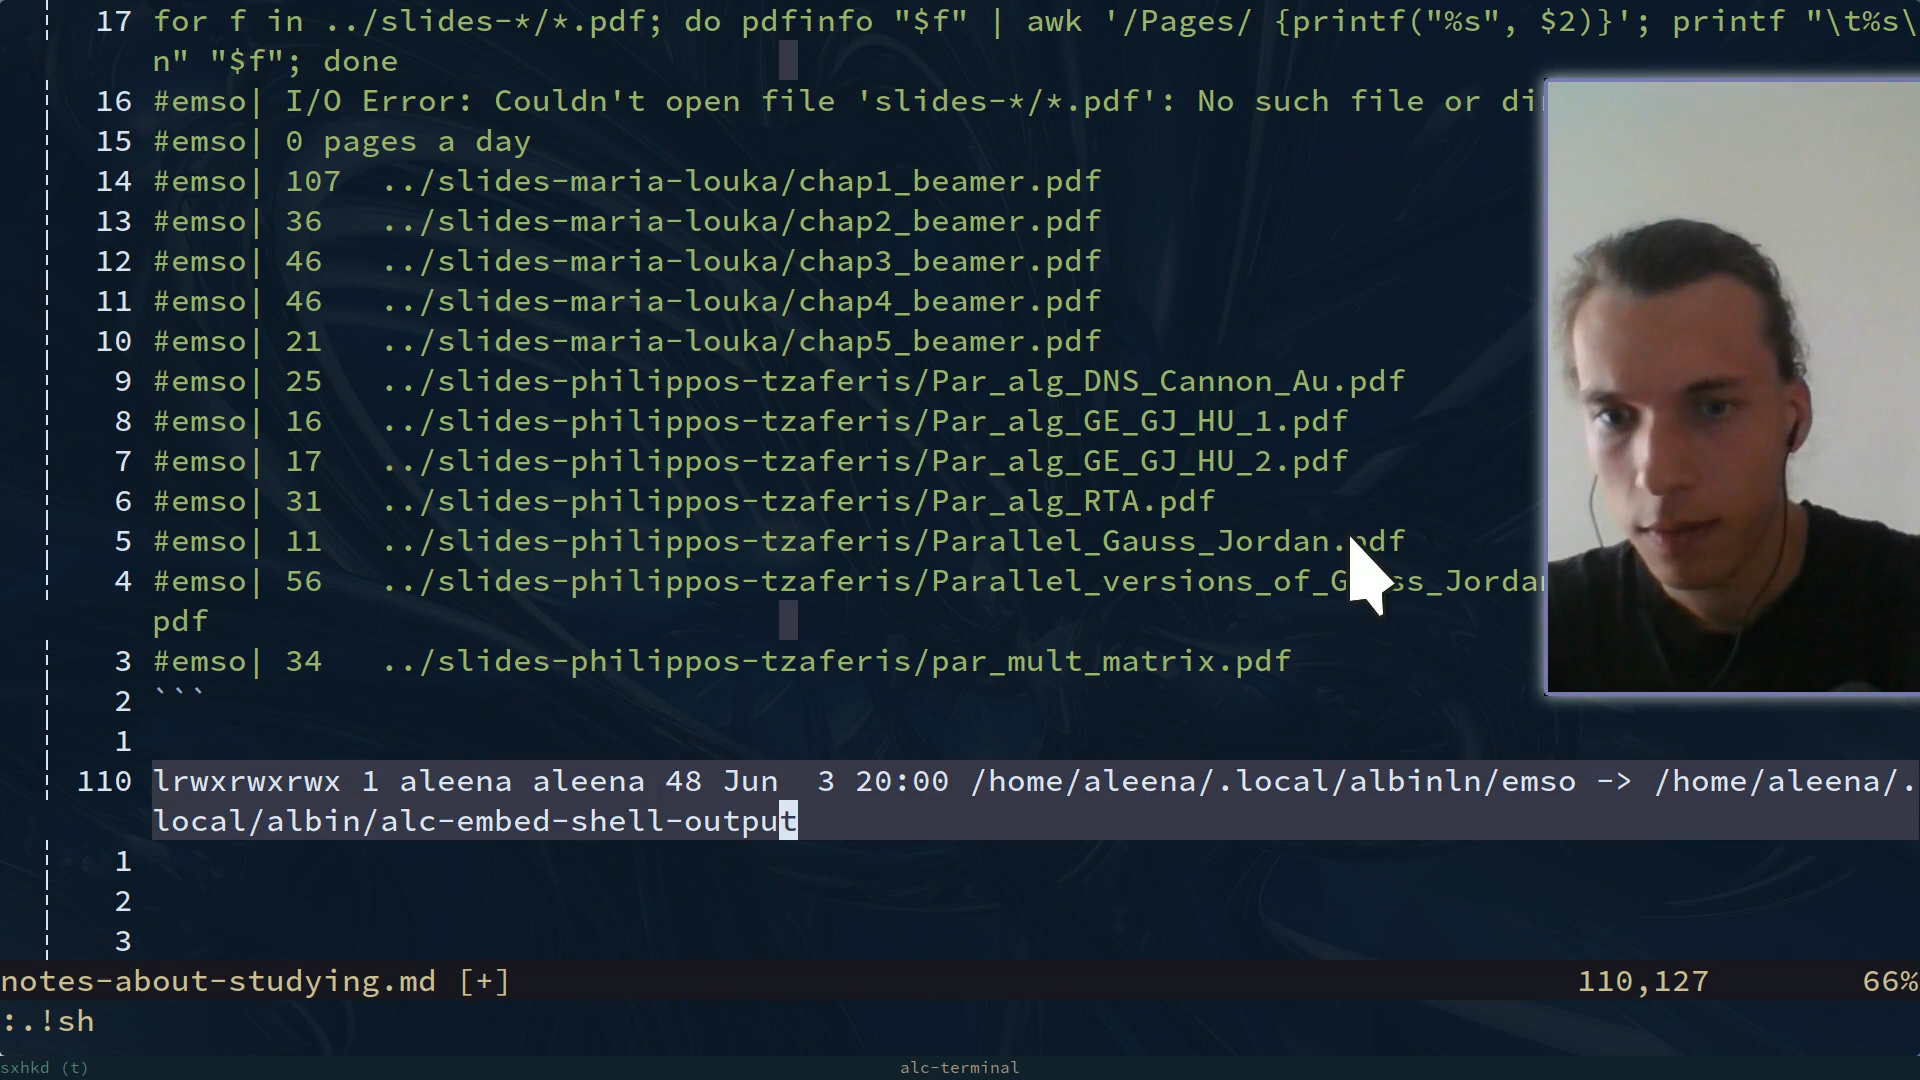 17 for f in ../slides-*/*.pdf; do pdfinfo "$f" | awk '/Pages/ {printf("%s", $2)}'; printf "\t%s\
n" "$f"; done
16 #emso| I/O Error: Couldn't open file 'slides-*/*.pdf': No such file or di
15 #emso| 0 pages a day
14 #emso| 107 ../slides-maria-louka/chap1_beamer.pdf
13 #emso| 36 ../slides-maria-louka/chap2_beamer.pdf
12 #emso| 46 ../slides-maria-louka/chap3_beamer.pdf
11 #emso| 46 ../slides-maria-louka/chap4_beamer.pdf
10 #emso| 21 ../slides-maria-louka/chap5_beamer.pdf
9 #emso| 25 ../slides-philippos-tzaferis/Par_alg_DNS_Cannon_Au.pdf
8 #emso| 16 ../slides-philippos-tzaferis/Par_alg_GE_GJ_HU_1.pdf
7 #emso| 17 ../slides-philippos-tzaferis/Par_alg_GE_GJ_HU_2.pdf
6 #emso| 31 ../slides-philippos-tzaferis/Par_alg_RTA.pdf
5 #emso| 11 ../slides-philippos-tzaferis/Parallel_Gauss_Jordan.pdf
4 #emso| 56 ../slides-philippos-tzaferis/Parallel_versions_of_Gauss_Jordan
pdf
3 #emso| 34 ../slides-philippos-tzaferis/par_mult_matrix.pdf
2 ```
1
110 lrwxrwxrwx 1 aleena aleena 48 Jun  3 20:00 /home/aleena/.local/albinln/emso -> /home/aleena/.
local/albin/alc-embed-shell-output
1
2
3
notes-about-studying.md [+] 110,127 66%
:.!sh
sxhkd (t) alc-terminal